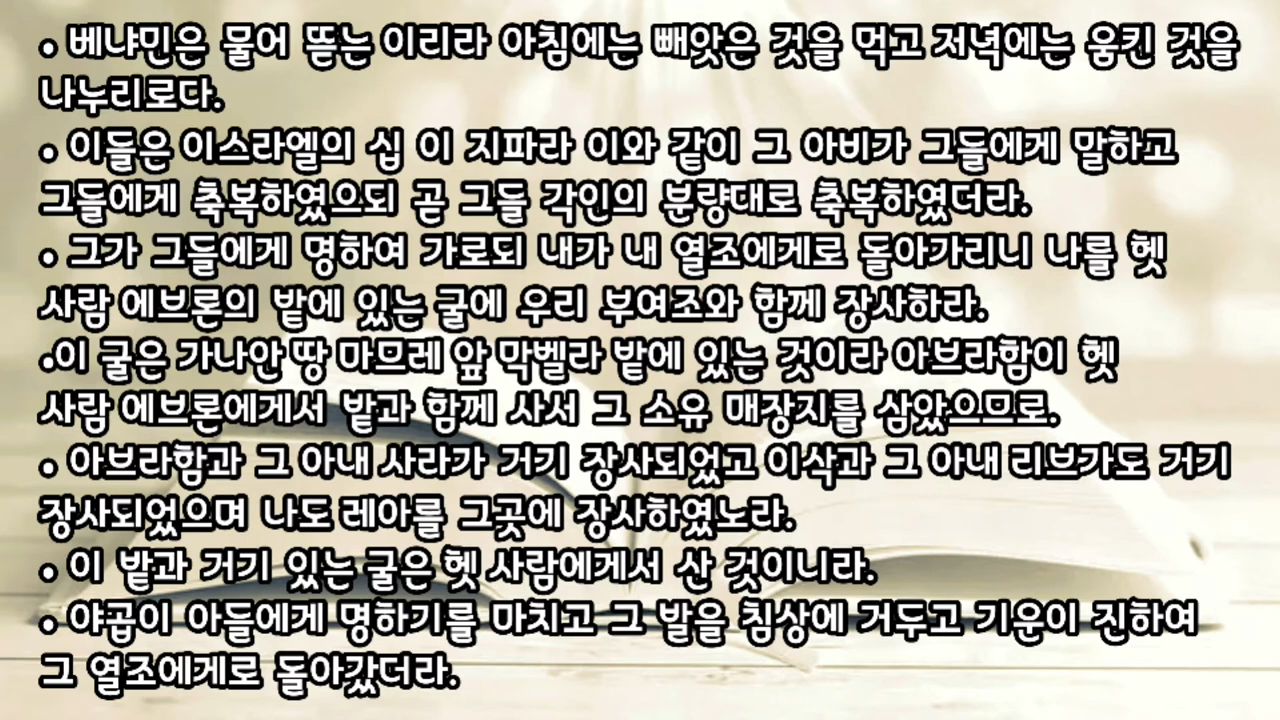 • 베냐민은 물어 뜯는 이리라 아침에는 빼앗은 것을 먹고 저녁에는 움킨 것을
나누리로다.
• 이들은 이스라엘의 십 이 지파라 이와 같이 그 아비가 그들에게 말하고
그들에게 축복하였으되 곧 그들 각인의 분량대로 축복하였더라.
• 그가 그들에게 명하여 가로되 내가 내 열조에게로 돌아가리니 나를 헷
사람 에브론의 밭에 있는 굴에 우리 부여조와 함께 장사하라.
•이 굴은 가나안 땅 마므레 앞 막벨라 밭에 있는 것이라 아브라함이 헷
사람 에브론에게서 밭과 함께 사서 그 소유 매장지를 삼았으므로.
• 아브라함과 그 아내 사라가 거기 장사되었고 이삭과 그 아내 리브가도 거기
장사되었으며 나도 레아를 그곳에 장사하였노라.
• 이 밭과 거기 있는 굴은 헷 사람에게서 산 것이니라.
• 야곱이 아들에게 명하기를 마치고 그 발을 침상에 거두고 기운이 진하여
그 열조에게로 돌아갔더라.